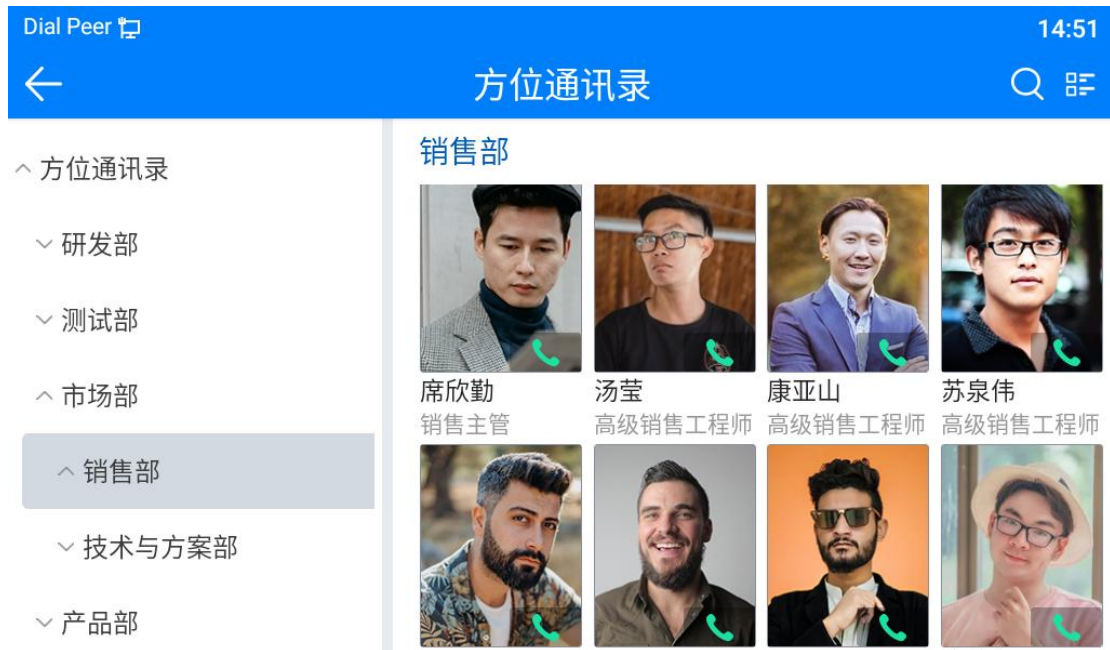 Dial Peer
14:51
方位通讯录
方位通讯录
研发部
测试部
市场部
销售部
技术与方案部
产品部
销售部
席欣勤
销售主管
汤莹
高级销售工程师
康亚山
高级销售工程师
苏泉伟
高级销售工程师